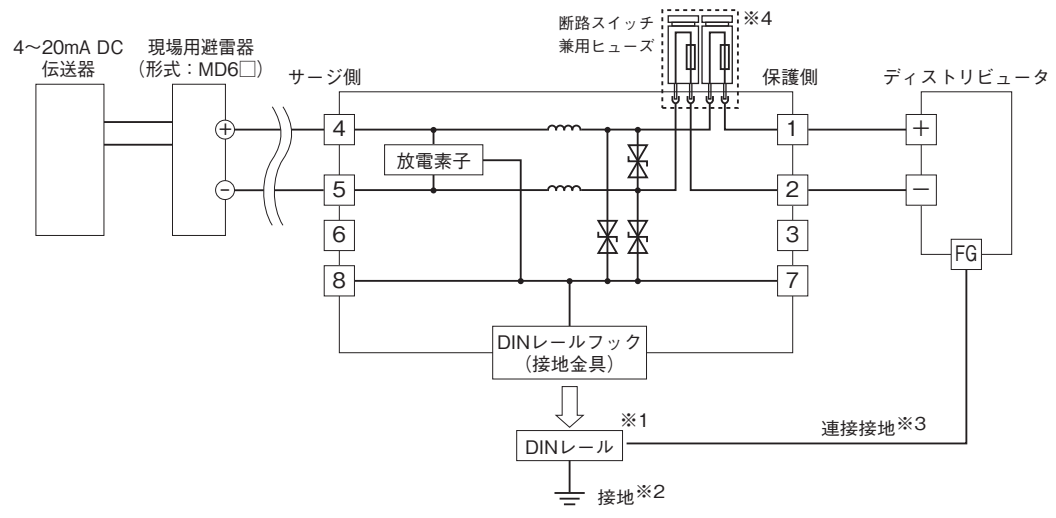 断路スイッチ
兼用ヒューズ
※4
4～20mA DC
伝送器
現場用避雷器
（形式：MD6□）
サージ側
保護側
ディストリビュータ
+
4
放電素子
1
+
−
5
2
−
6
3
8
7
FG
DINレールフック
（接地金具）
※1
DINレール
連接接地※3
接地※2